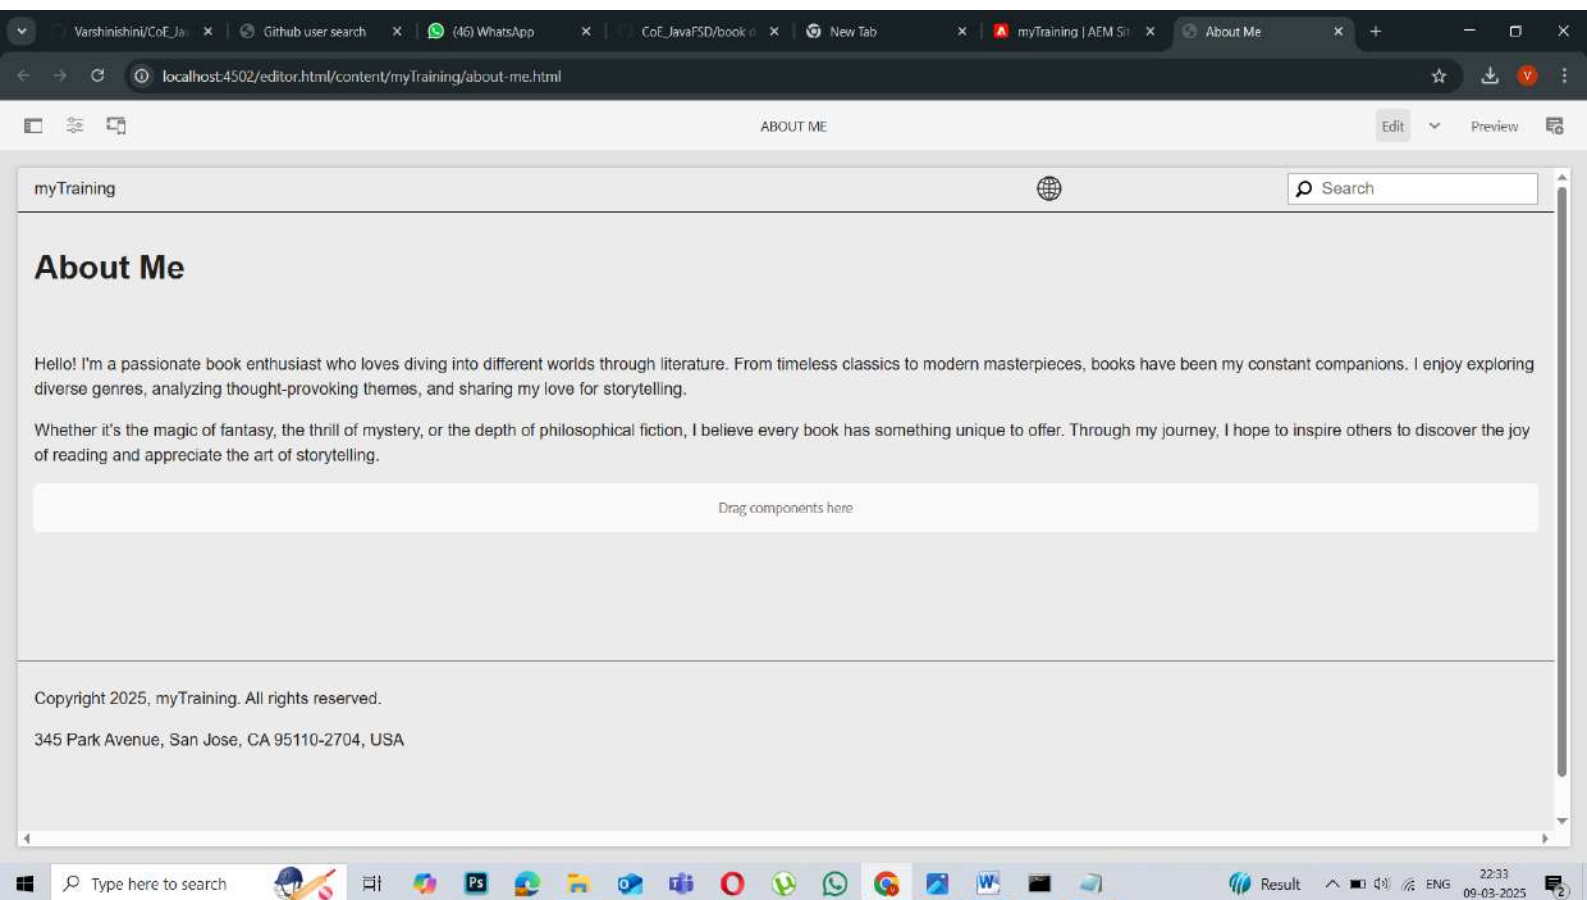 Varshinishini/CoE_Ja
Github user search
(46) WhatsApp
CoE_JavaFSD/book
New Tab
myTraining | AEM Sit
About Me
localhost:4502/editor.html/content/myTraining/about-me.html
V
ABOUT ME
Edit
Preview
myTraining
Search
About Me
Hello! I'm a passionate book enthusiast who loves diving into different worlds through literature. From timeless classics to modern masterpieces, books have been my constant companions. I enjoy exploring
diverse genres, analyzing thought-provoking themes, and sharing my love for storytelling.
Whether it's the magic of fantasy, the thrill of mystery, or the depth of philosophical fiction, I believe every book has something unique to offer. Through my journey, I hope to inspire others to discover the joy
of reading and appreciate the art of storytelling.
Drag components here
Copyright 2025, myTraining. All rights reserved.
345 Park Avenue, San Jose, CA 95110-2704, USA
Type here to search
Ps
W
Result
ENG
22:33
09-03-2025
2